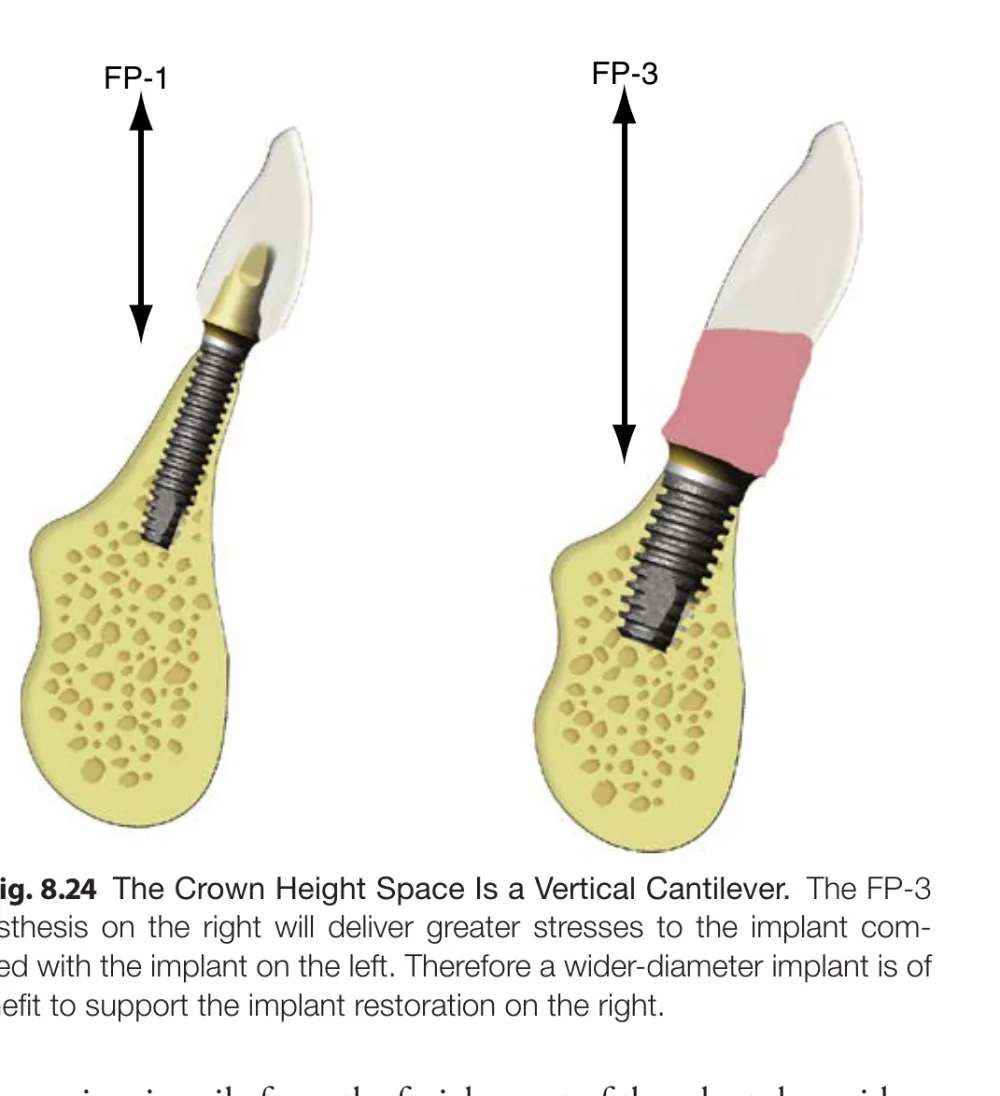 FP-1
FP-3
ig. 8.24 The Crown Height Space Is a Vertical Cantilever. The FP-3
sthesis on the right will deliver greater stresses to the implant com-
ed with the implant on the left. Therefore a wider-diameter implant is of
nefit to support the implant restoration on the right.